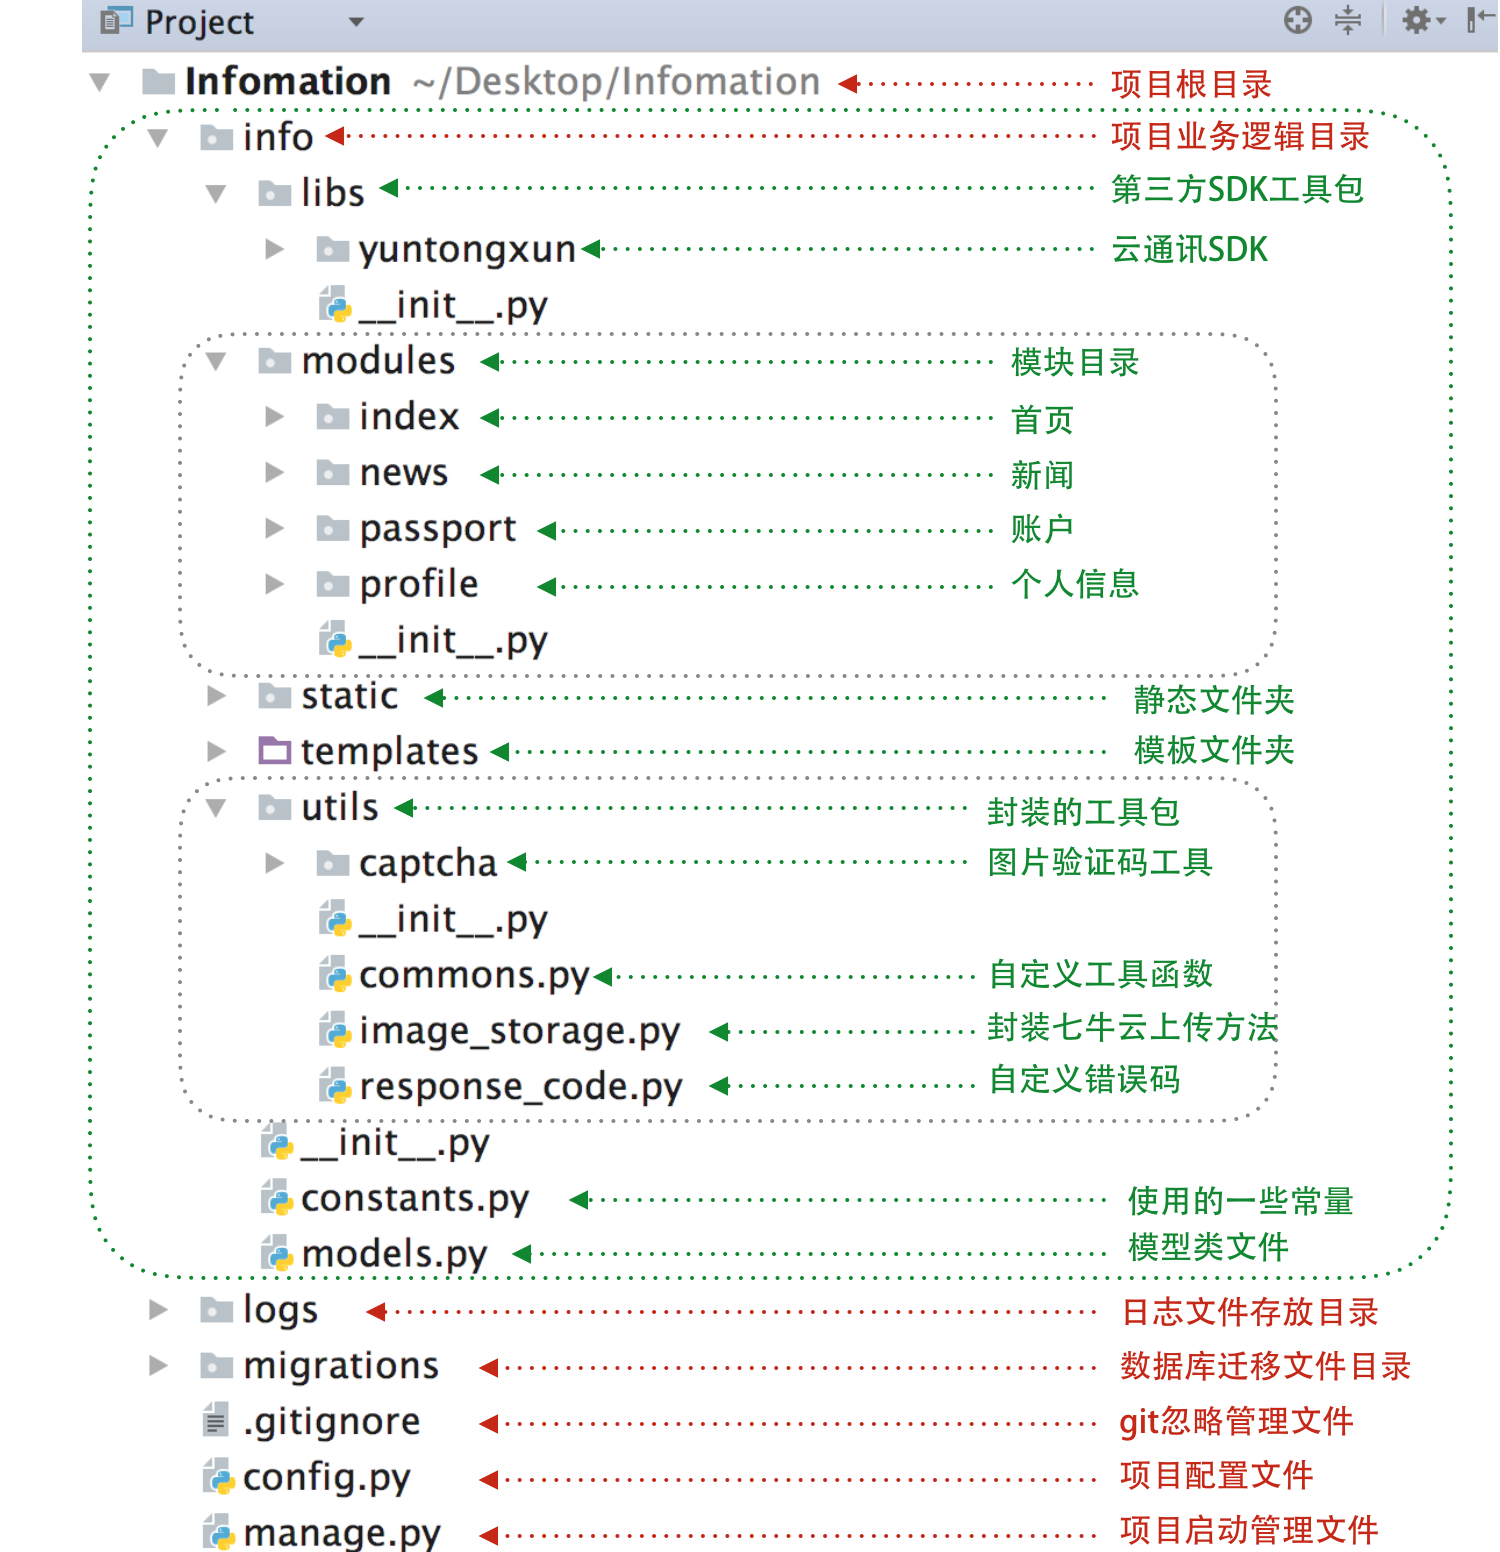 Project
Infomation ~/Desktop/Infomation 项目根目录
info 项目业务逻辑目录
libs 第三方SDK工具包
yuntongxun 云通讯SDK
__init__.py
modules 模块目录
index 首页
news 新闻
passport 账户
profile 个人信息
__init__.py
static 静态文件夹
templates 模板文件夹
utils 封装的工具包
captcha 图片验证码工具
__init__.py
commons.py 自定义工具函数
image_storage.py 封装七牛云上传方法
response_code.py 自定义错误码
__init__.py
constants.py 使用的一些常量
models.py 模型类文件
logs 日志文件存放目录
migrations 数据库迁移文件目录
.gitignore git忽略管理文件
config.py 项目配置文件
manage.py 项目启动管理文件